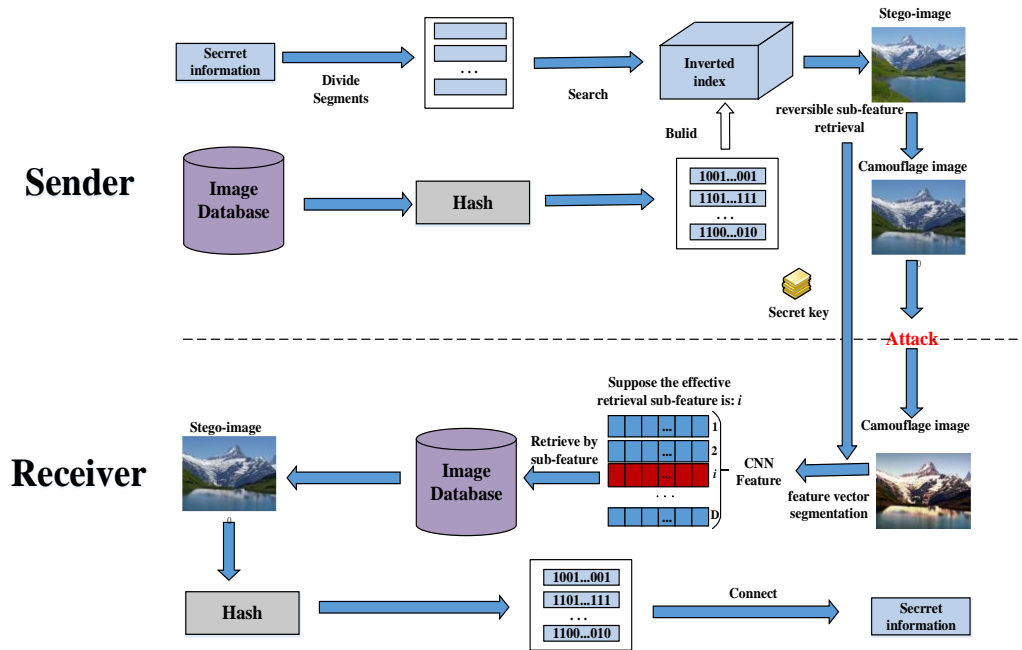 Stego-image
Secrret
information
Divide
Segments
...
Search
Inverted
index
reversible sub-feature
retrieval
Bulid
Sender
Image
Database
Hash
1001...001
1101...111
...
1100...010
Camouflage image
Secret key
Attack
Suppose the effective
retrieval sub-feature is: i
Camouflage image
Receiver
Stego-image
Retrieve by
sub-feature
Image
Database
... 1
... 2
... i
...
... D
CNN
Feature
feature vector
segmentation
Hash
1001...001
1101...111
...
1100...010
Connect
Secrret
information